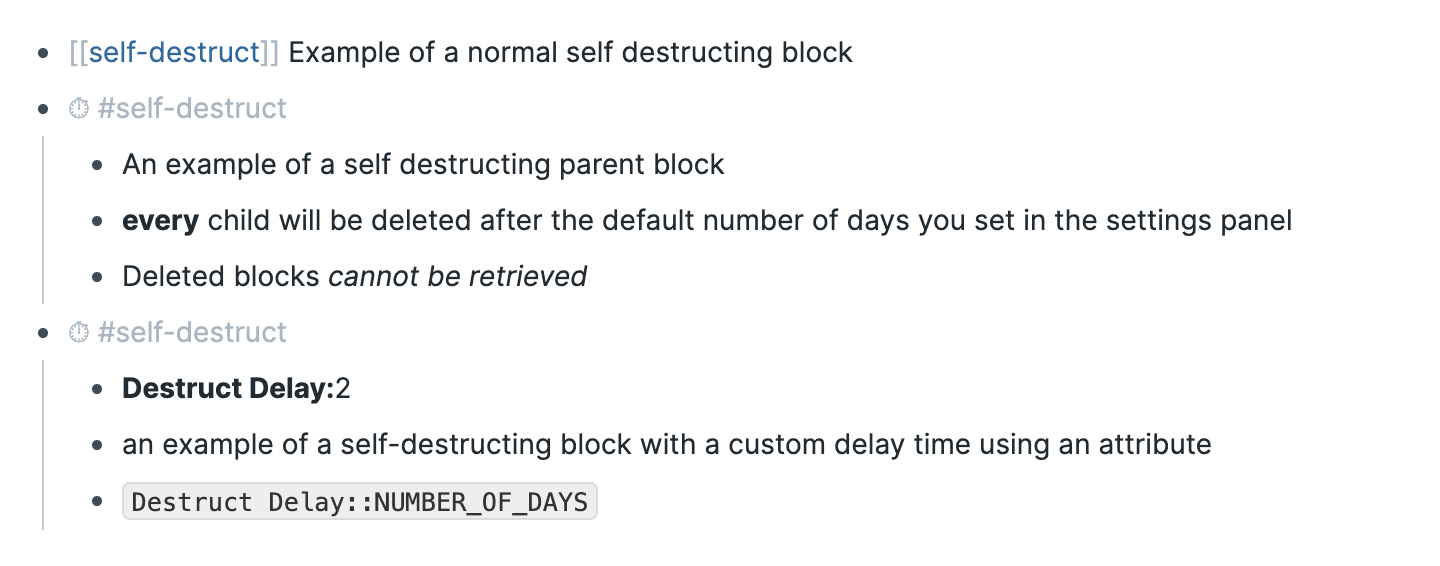 [[self-destruct]] Example of a normal self destructing block
⏱ #self-destruct
An example of a self destructing parent block
every child will be deleted after the default number of days you set in the settings panel
Deleted blocks cannot be retrieved
⏱ #self-destruct
Destruct Delay:2
an example of a self-destructing block with a custom delay time using an attribute
Destruct Delay::NUMBER_OF_DAYS